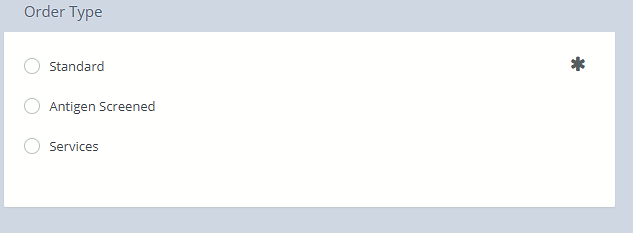 Order Type
Standard
Antigen Screened
Services